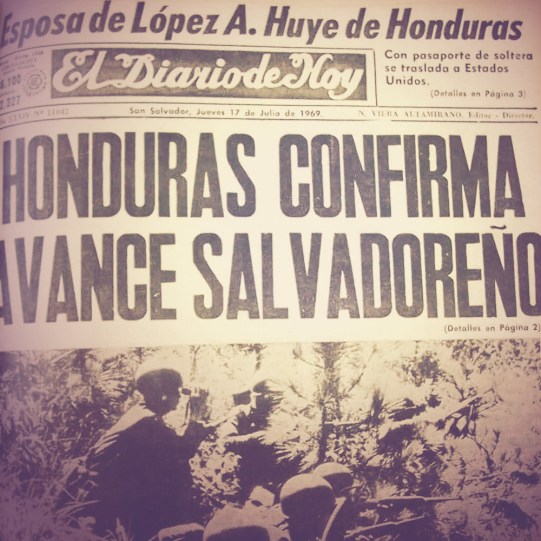 Esposa de López A. Huye de Honduras
El Diario de Hoy
Con pasaporte de soltera
se traslada a Estados
Unidos.
(Detalles en Página 3)
San Salvador, Jueves 17 de Julio de 1969.
N. VIERA ALTAMIRANO, Editor - Director.
HONDURAS CONFIRMA
AVANCE SALVADOREÑO
(Detalles en Página 2)